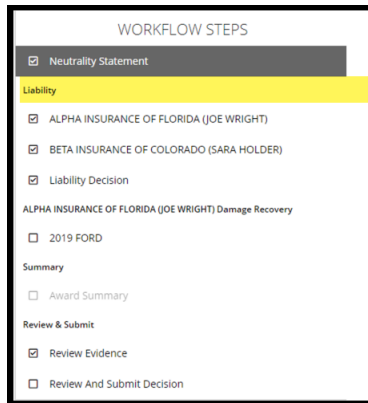 WORKFLOW STEPS
Neutrality Statement
Liability
ALPHA INSURANCE OF FLORIDA (JOE WRIGHT)
BETA INSURANCE OF COLORADO (SARA HOLDER)
Liability Decision
ALPHA INSURANCE OF FLORIDA (JOE WRIGHT) Damage Recovery
2019 FORD
Summary
Award Summary
Review & Submit
Review Evidence
Review And Submit Decision